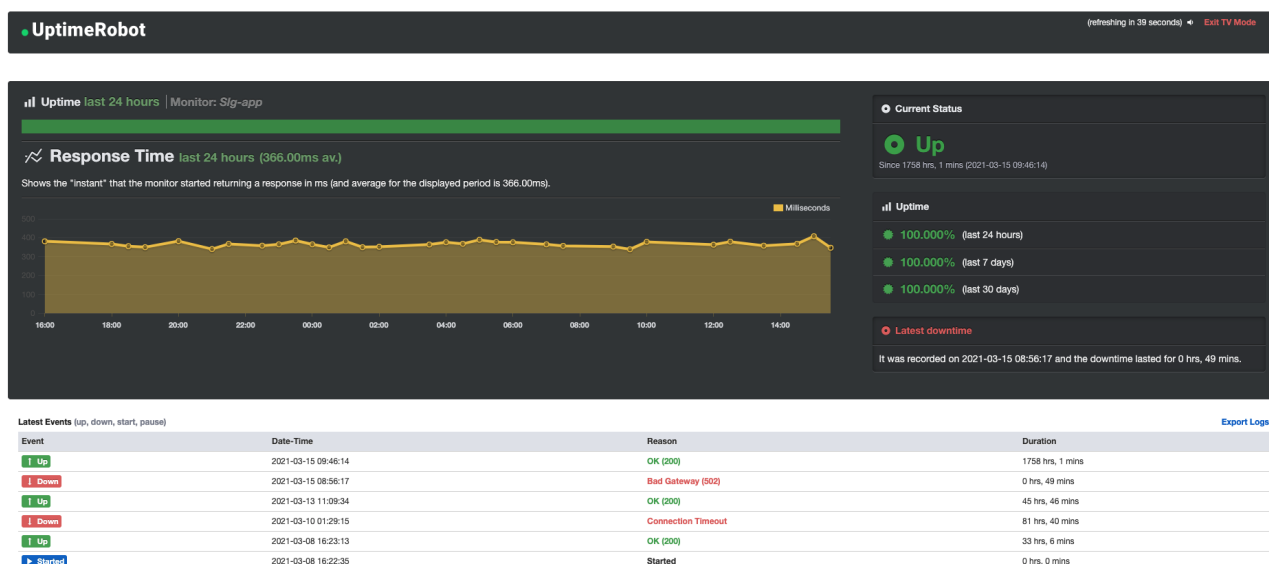 UptimeRobot
(refreshing in 39 seconds) Exit TV Mode
Uptime last 24 hours Monitor: Slg-app
Response Time last 24 hours (366.00ms av.)
Shows the "instant" that the monitor started returning a response in ms (and average for the displayed period is 366.00ms).
Milliseconds
500
400
300
200
100
0
16:00 18:00 20:00 22:00 00:00 02:00 04:00 06:00 08:00 10:00 12:00 14:00
Current Status
Up
Since 1758 hrs, 1 mins (2021-03-15 09:46:14)
Uptime
100.000% (last 24 hours)
100.000% (last 7 days)
100.000% (last 30 days)
Latest downtime
It was recorded on 2021-03-15 08:56:17 and the downtime lasted for 0 hrs, 49 mins.
Latest Events (up, down, start, pause) Export Logs
Event Date-Time Reason Duration
Up 2021-03-15 09:46:14 OK (200) 1758 hrs, 1 mins
Down 2021-03-15 08:56:17 Bad Gateway (502) 0 hrs, 49 mins
Up 2021-03-13 11:09:34 OK (200) 45 hrs, 46 mins
Down 2021-03-10 01:29:15 Connection Timeout 81 hrs, 40 mins
Up 2021-03-08 16:23:13 OK (200) 33 hrs, 6 mins
Started 2021-03-08 16:22:35 Started 0 hrs, 0 mins